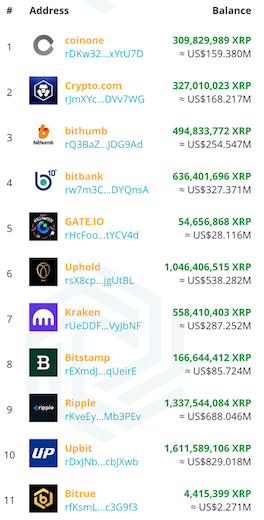 # Address Balance
1 coinone 309,829,989 XRP
rDKw32...xYtU7D ≈ US$159.380M
2 Crypto.com 327,010,023 XRP
rJmXYc...DVv7WG ≈ US$168.217M
3 bithumb bithumb 494,833,772 XRP
rQ3BaZ...JDG9Ad ≈ US$254.547M
4 b 10 bitbank 636,401,696 XRP
rw7m3C...DYQnsA ≈ US$327.371M
5 GATE.IO 54,656,868 XRP
rHcFoo...tYCV4d ≈ US$28.116M
6 Uphold 1,046,406,515 XRP
rsX8cp...jgUtBL ≈ US$538.282M
7 Kraken 558,410,403 XRP
rUeDDF...VyJbNF ≈ US$287.252M
8 B Bitstamp 166,644,412 XRP
rEXmdJ...qUeirE ≈ US$85.724M
9 ripple Ripple 1,337,544,084 XRP
rKveEy...Mb3PEv ≈ US$688.046M
10 UP Upbit 1,611,589,106 XRP
rDxJNb...cbJXwb ≈ US$829.018M
11 Bitrue 4,415,399 XRP
rfKsmL...c3G9f3 ≈ US$2.271M